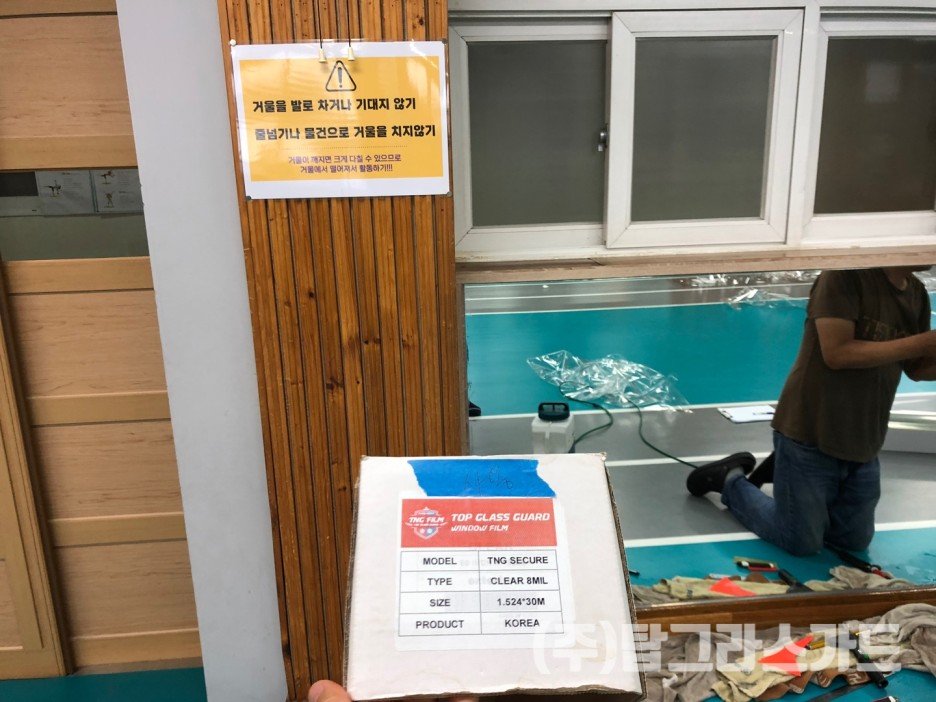 거울을 발로 차거나 기대지 않기
줄넘기나 물건으로 거울을 치지않기
거울이 깨지면 크게 다칠 수 있으므로
거울에서 떨어져서 활동하기!!!
TNG FILM
TOP GLASS GUARD
WINDOW FILM
MODEL TNG SECURE
TYPE CLEAR 8MIL
SIZE 1.524*30M
PRODUCT KOREA
(주)탑글라스가드